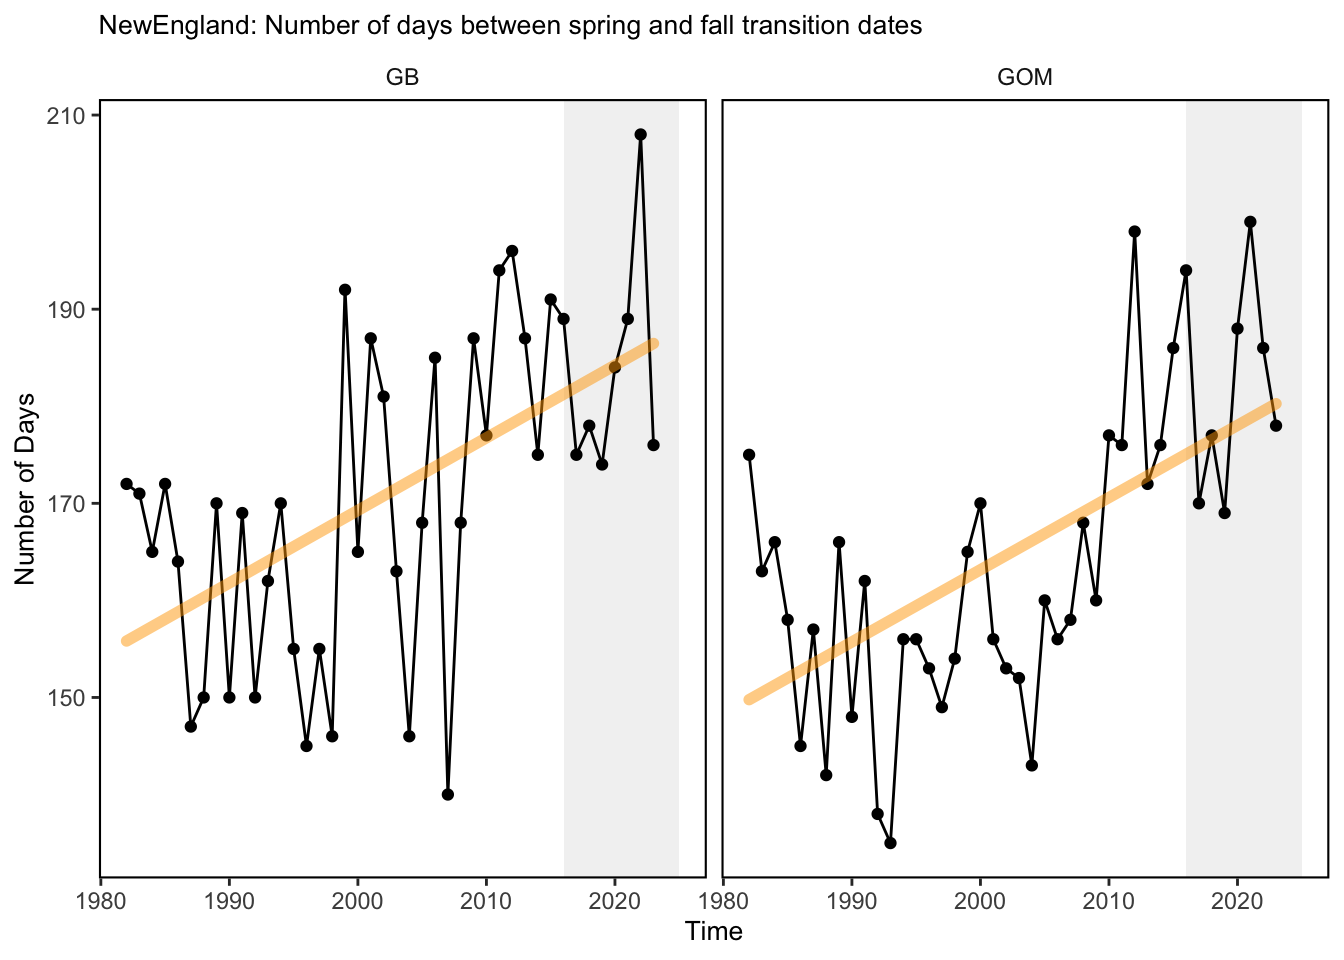 NewEngland: Number of days between spring and fall transition dates
GB
GOM
210
190
170
150
Number of Days
1980 1990 2000 2010 2020 1980 1990 2000 2010 2020
Time